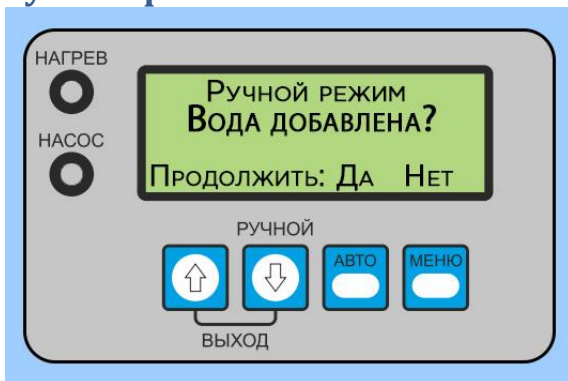 НАГРЕВ
НАСОС
Ручной режим
Вода добавлена?
Продолжить: Да Нет
РУЧНОЙ
АВТО
МЕНЮ
ВЫХОД